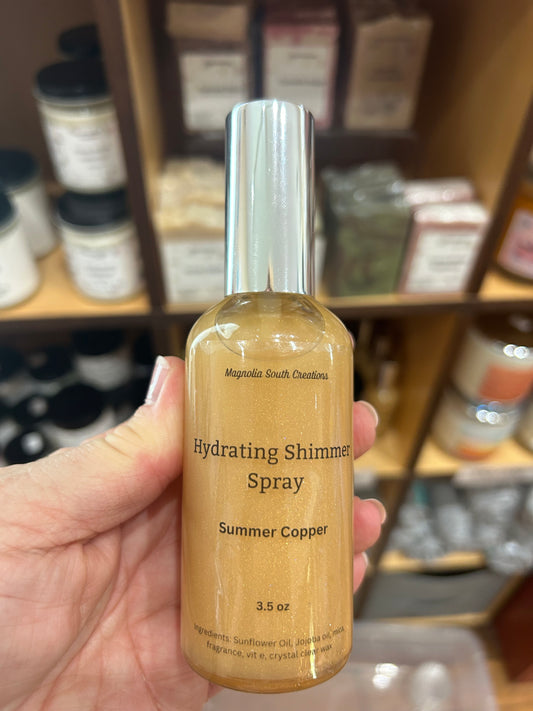 Magnolia South Creations
Hydrating Shimmer
Spray
Summer Copper
3.5 oz
Ingredients: Sunflower Oil, Jojoba oil, mica,
fragrance, vit e, crystal clear wax